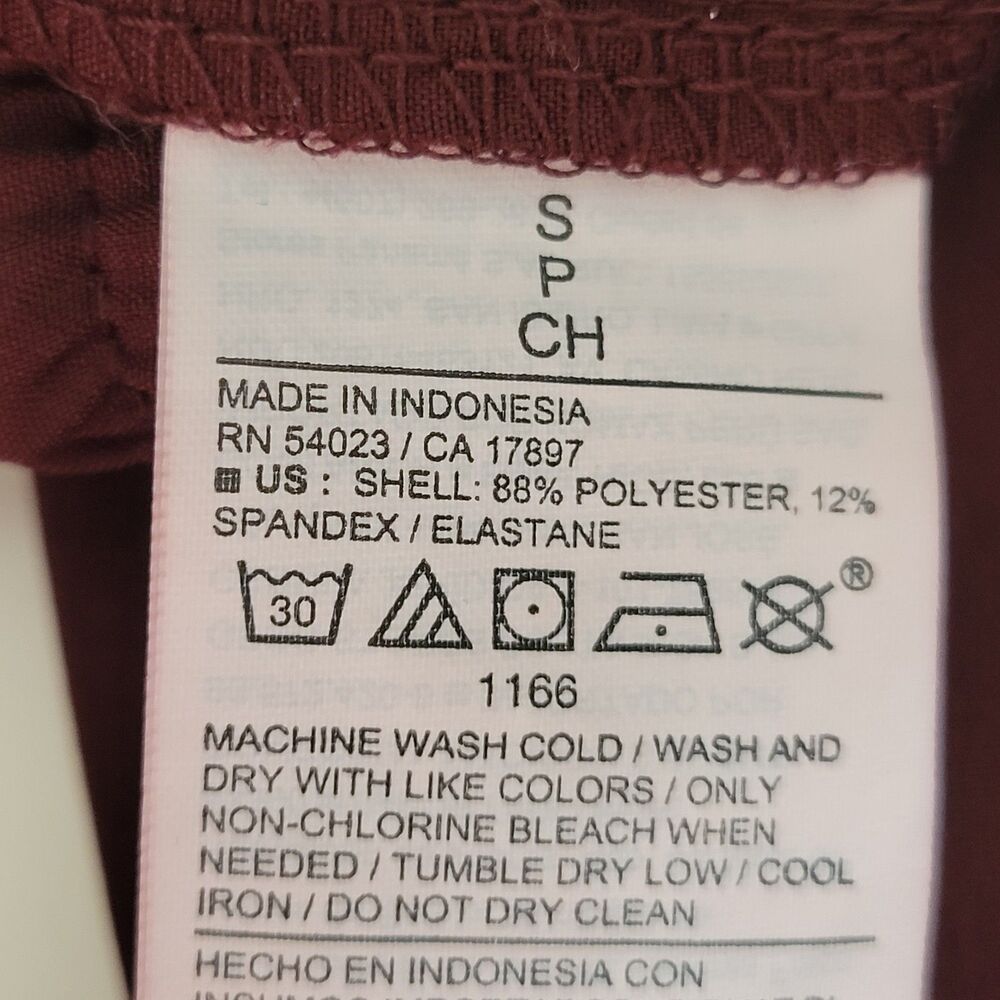 S
P
CH
MADE IN INDONESIA
RN 54023 / CA 17897
US : SHELL: 88% POLYESTER, 12%
SPANDEX / ELASTANE
30
®
1166
MACHINE WASH COLD / WASH AND
DRY WITH LIKE COLORS / ONLY
NON-CHLORINE BLEACH WHEN
NEEDED / TUMBLE DRY LOW / COOL
IRON / DO NOT DRY CLEAN
HECHO EN INDONESIA CON